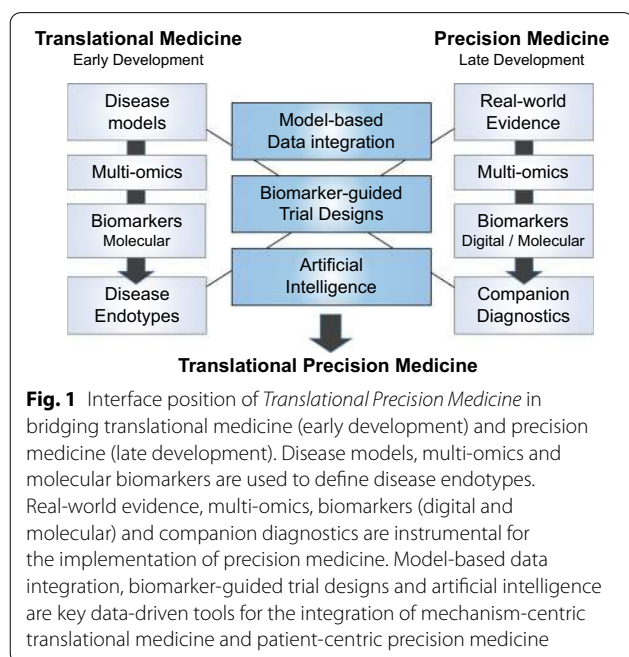 Translational Medicine
Early Development
Precision Medicine
Late Development
Disease
models
Multi-omics
Biomarkers
Molecular
Disease
Endotypes
Model-based
Data integration
Biomarker-guided
Trial Designs
Artificial
Intelligence
Real-world
Evidence
Multi-omics
Biomarkers
Digital / Molecular
Companion
Diagnostics
Translational Precision Medicine
Fig. 1 Interface position of Translational Precision Medicine in
bridging translational medicine (early development) and precision
medicine (late development). Disease models, multi-omics and
molecular biomarkers are used to define disease endotypes.
Real-world evidence, multi-omics, biomarkers (digital and
molecular) and companion diagnostics are instrumental for
the implementation of precision medicine. Model-based data
integration, biomarker-guided trial designs and artificial intelligence
are key data-driven tools for the integration of mechanism-centric
translational medicine and patient-centric precision medicine